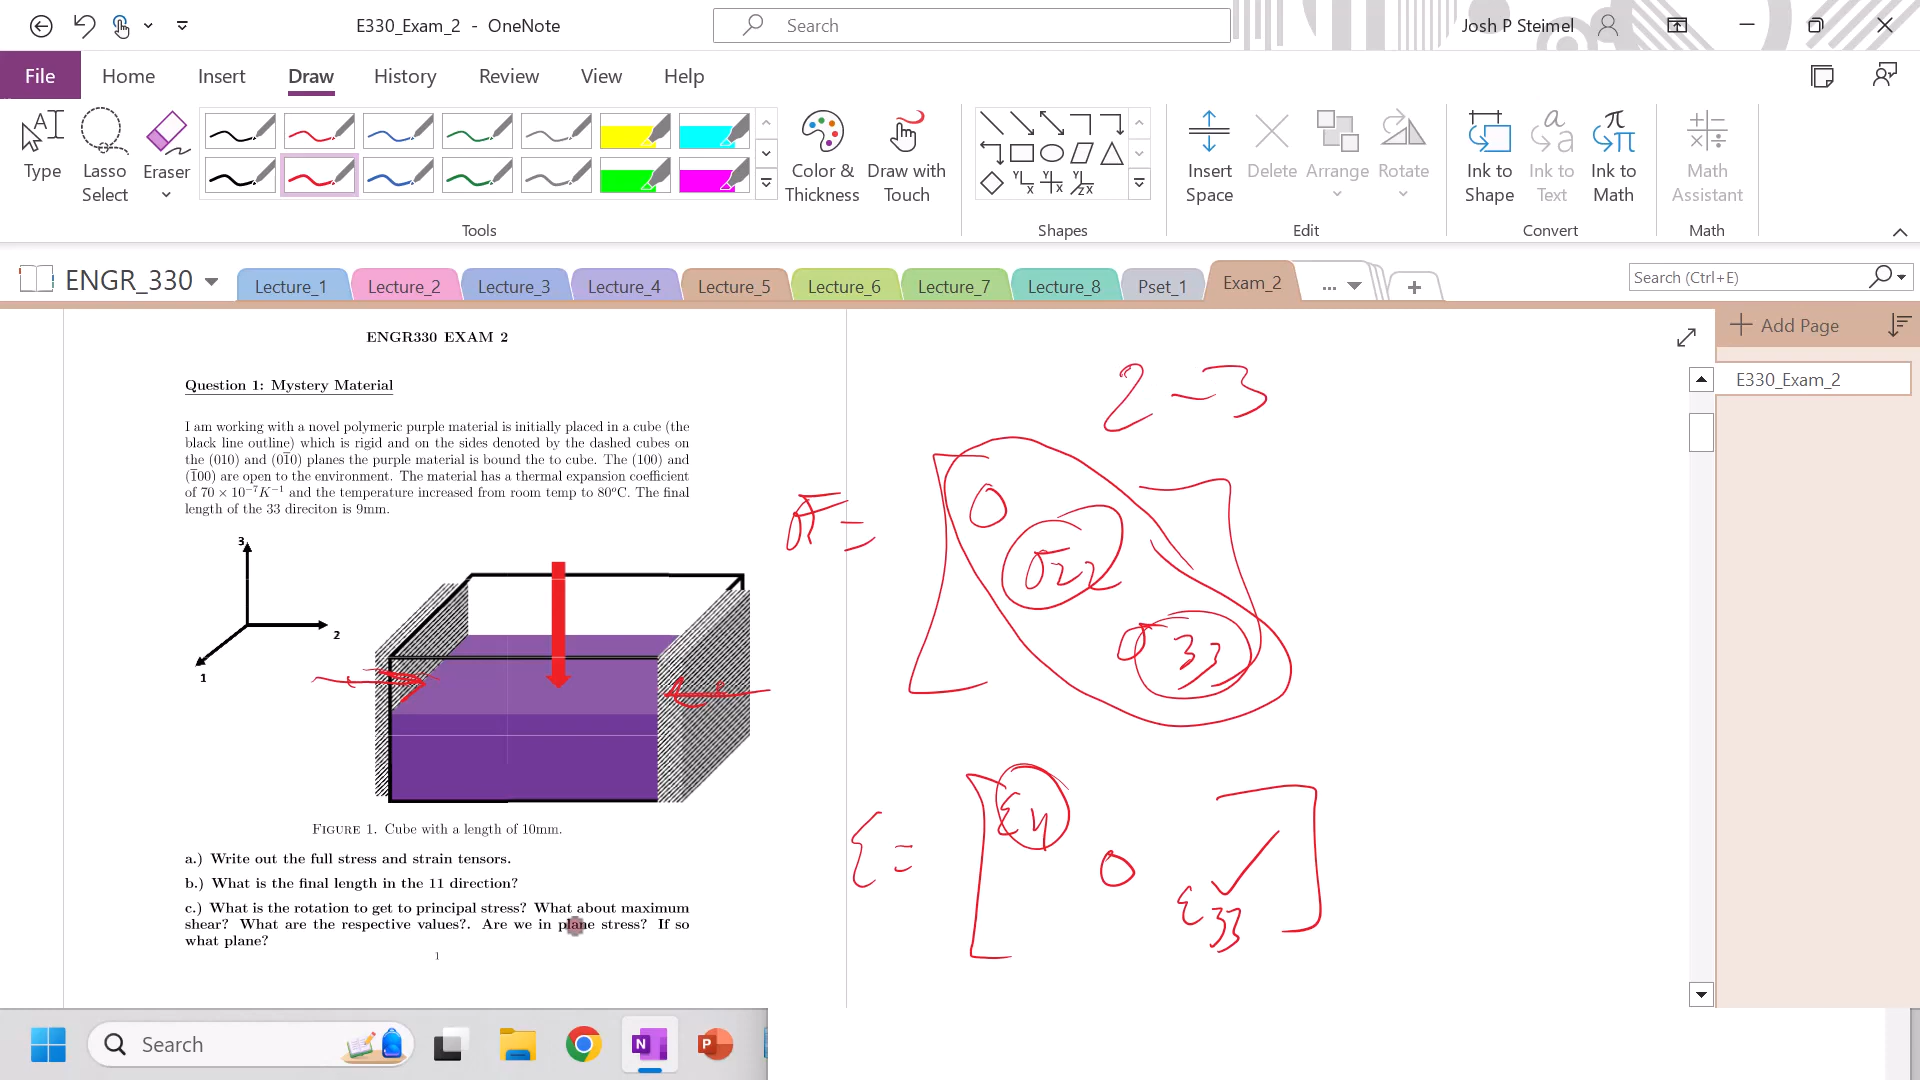 E330_Exam_2 - OneNote
Search
Josh P Steimel
File
Home
Insert
Draw
History
Review
View
Help
Type
Lasso Select
Eraser
Color & Thickness
Draw with Touch
Insert Space
Delete
Arrange
Rotate
Ink to Shape
Ink to Text
Ink to Math
Math Assistant
Tools
Shapes
Edit
Convert
Math
ENGR_330
Lecture_1
Lecture_2
Lecture_3
Lecture_4
Lecture_5
Lecture_6
Lecture_7
Lecture_8
Pset_1
Exam_2
...
Search (Ctrl+E)
Add Page
E330_Exam_2
ENGR330 EXAM 2
Question 1: Mystery Material
I am working with a novel polymeric purple material is initially placed in a cube (the
black line outline) which is rigid and on the sides denoted by the dashed cubes on
the (010) and (01̅0) planes the purple material is bound the to cube. The (100) and
(1̅00) are open to the environment. The material has a thermal expansion coefficient
of 70 × 10⁻⁷K⁻¹ and the temperature increased from room temp to 80°C. The final
length of the 33 direciton is 9mm.
3
2
1
Figure 1. Cube with a length of 10mm.
a.) Write out the full stress and strain tensors.
b.) What is the final length in the 11 direction?
c.) What is the rotation to get to principal stress? What about maximum
shear? What are the respective values?. Are we in plane stress? If so
what plane?
1
2-3
σ =
0
σ22
σ33
ε =
ε11
0
ε33
Search